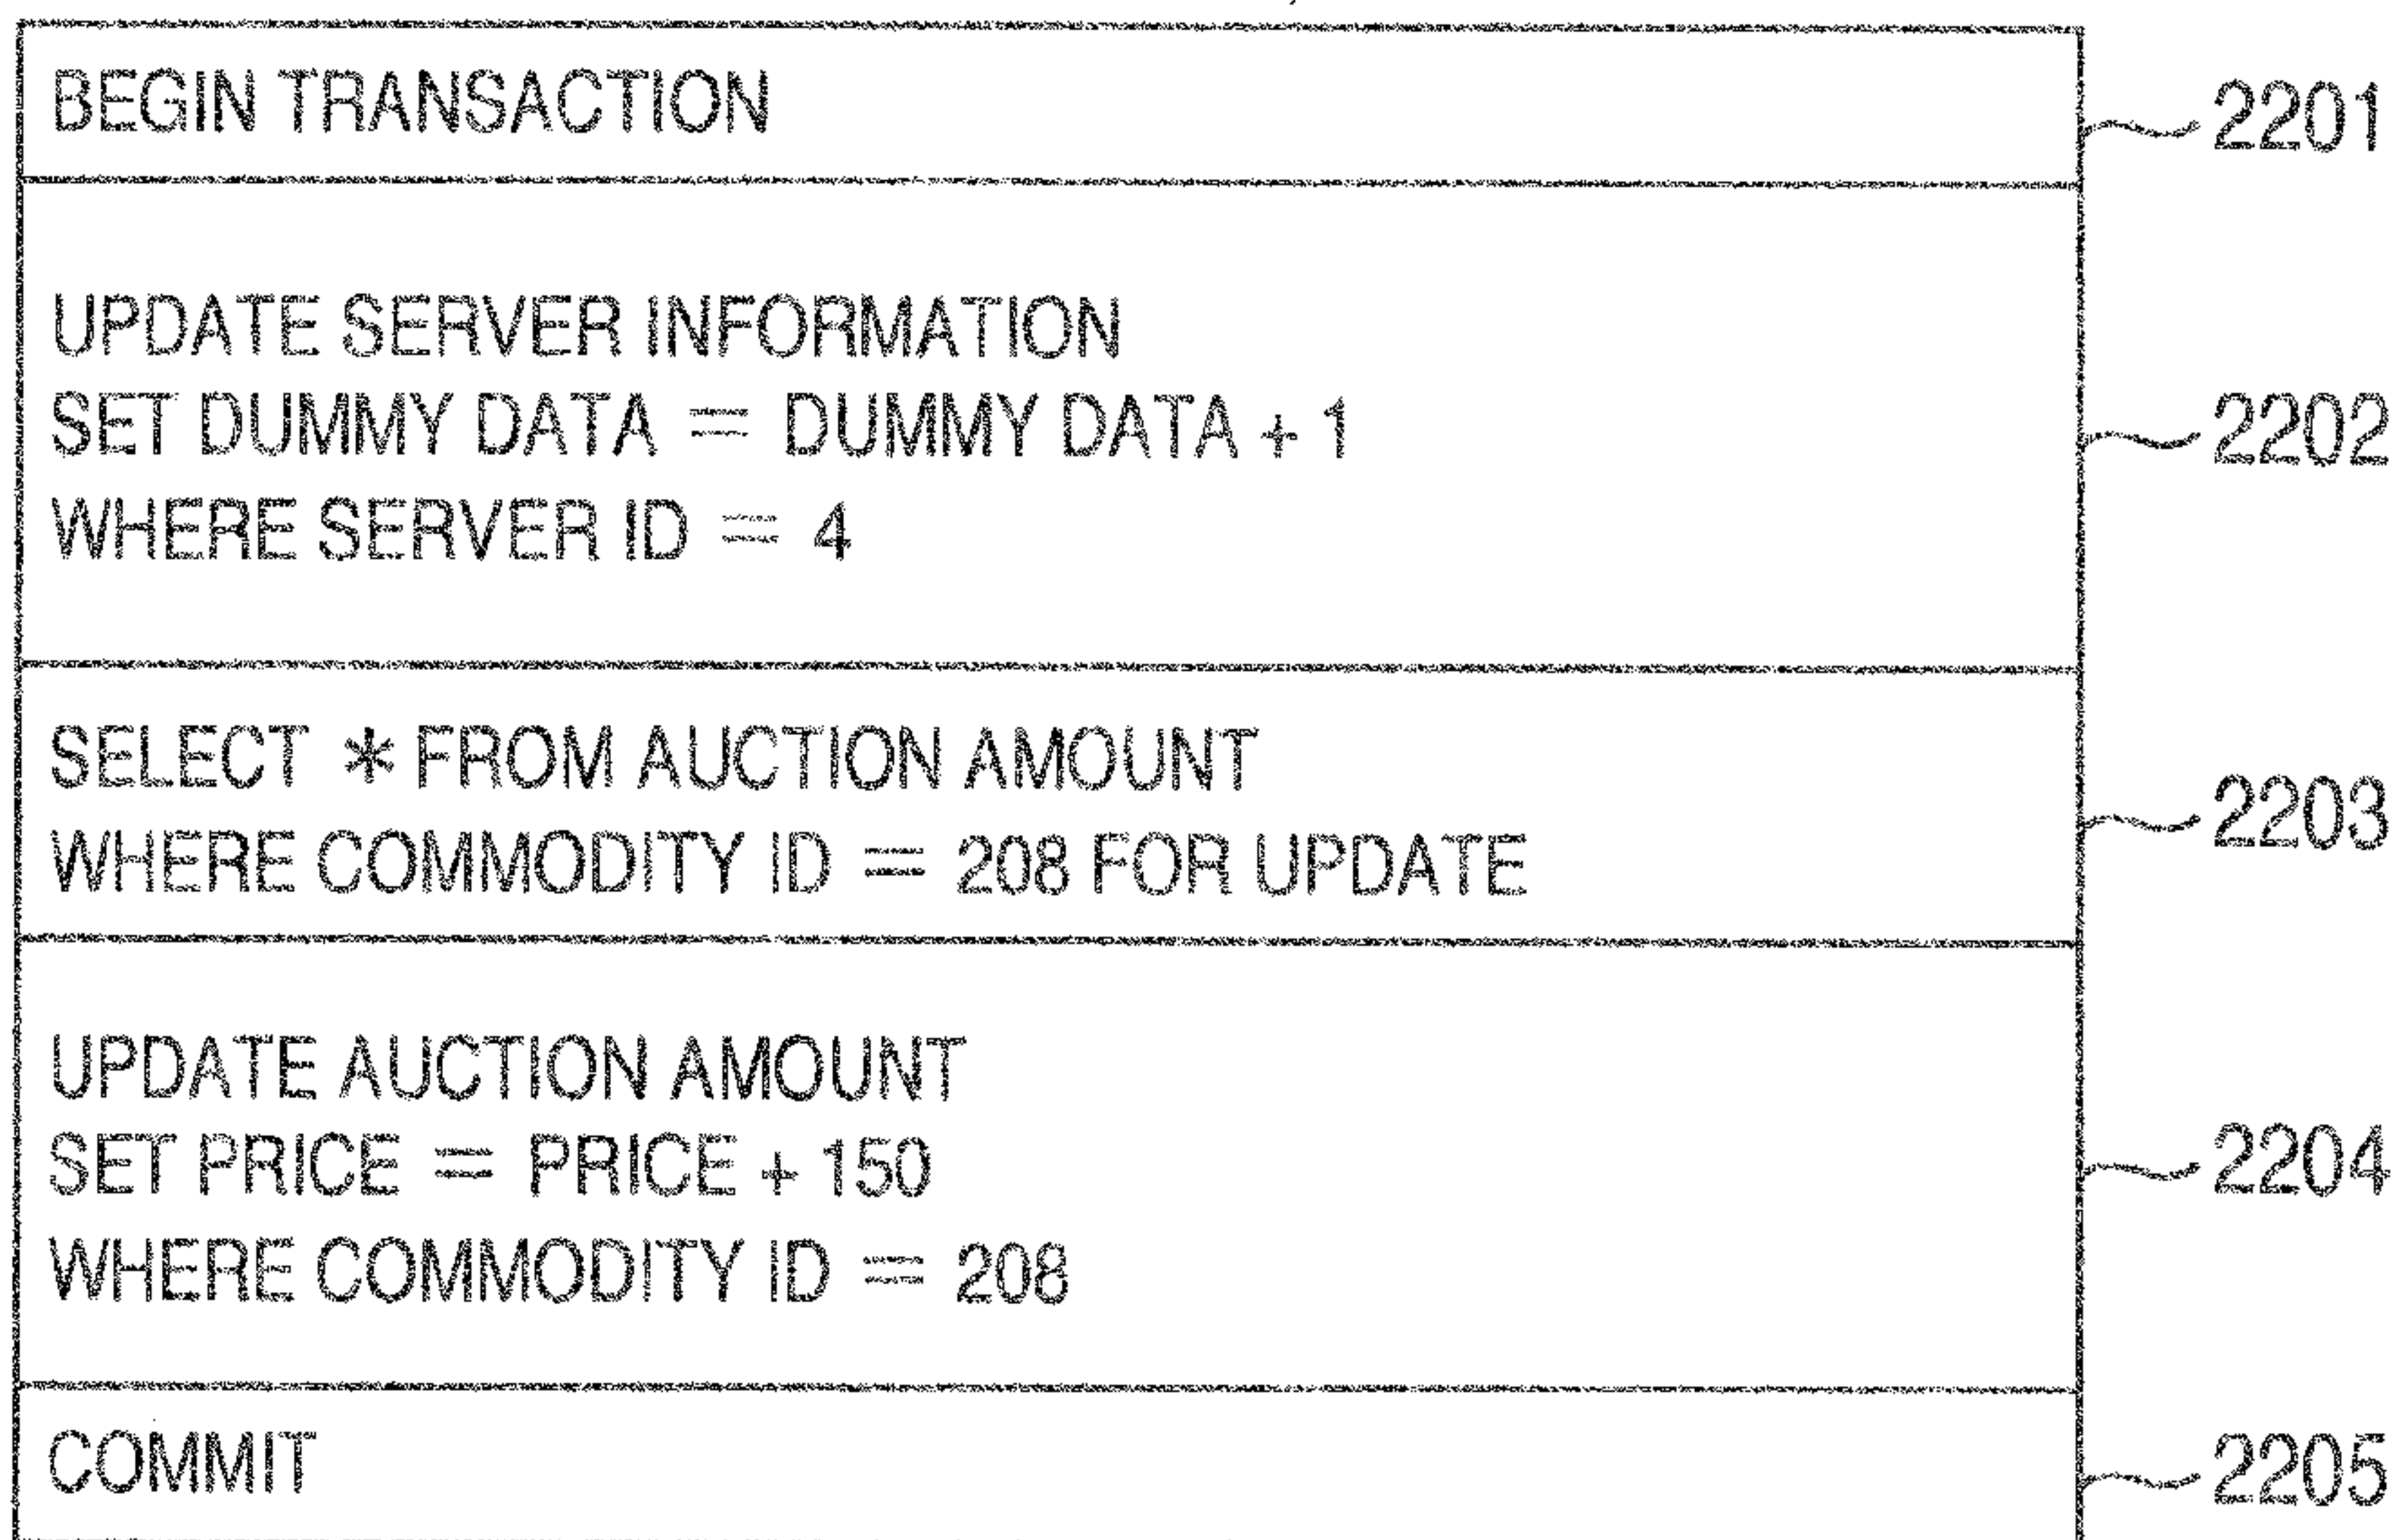 BEGIN TRANSACTION
2201
UPDATE SERVER INFORMATION
SET DUMMY DATA = DUMMY DATA + 1
2202
WHERE SERVER ID = 4
SELECT * FROM AUCTION AMOUNT
2203
WHERE COMMODITY ID = 208 FOR UPDATE
UPDATE AUCTION AMOUNT
SET PRICE = PRICE + 150
2204
WHERE COMMODITY ID = 208
COMMIT
2205